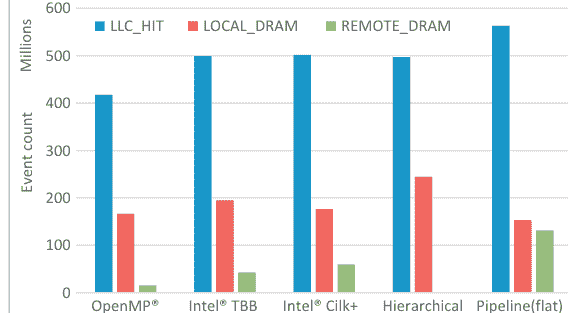 600
Millions
LLC_HIT LOCAL_DRAM REMOTE_DRAM
500
400
Event count
300
200
100
0
OpenMP® Intel® TBB Intel® Cilk+ Hierarchical Pipeline(flat)